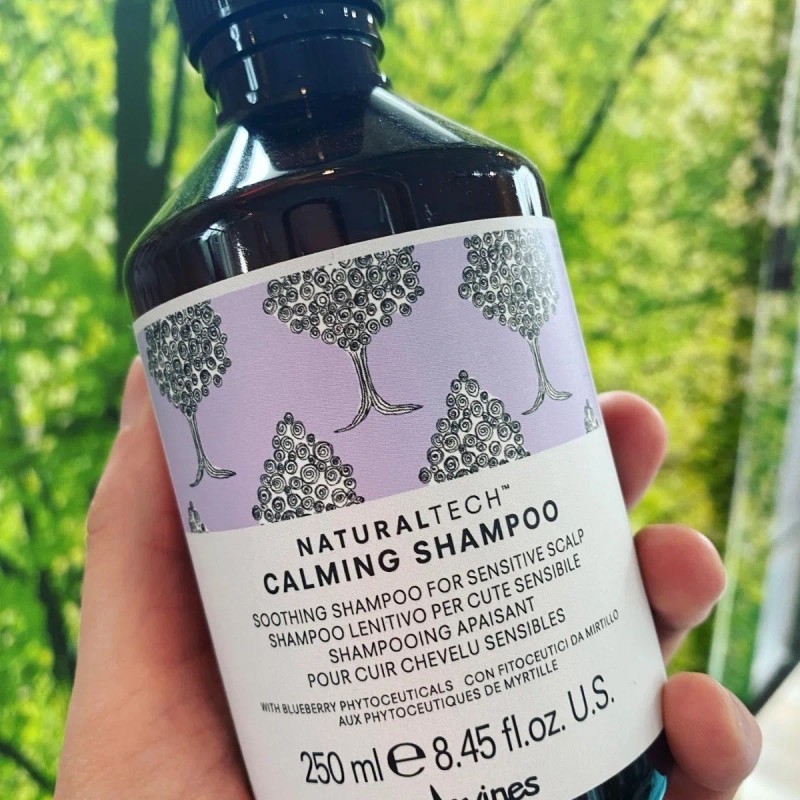 NATURALTECH™
CALMING SHAMPOO
SOOTHING SHAMPOO FOR SENSITIVE SCALP
SHAMPOO LENITIVO PER CUTE SENSIBILE
SHAMPOOING APAISANT
POUR CUIR CHEVELU SENSIBLES
WITH BLUEBERRY PHYTOCEUTICALS CON FITOCEUTICI DA MIRTILLO
AUX PHYTOCEUTIQUES DE MYRTILLE
250 ml ℮ 8.45 fl.oz. U.S.